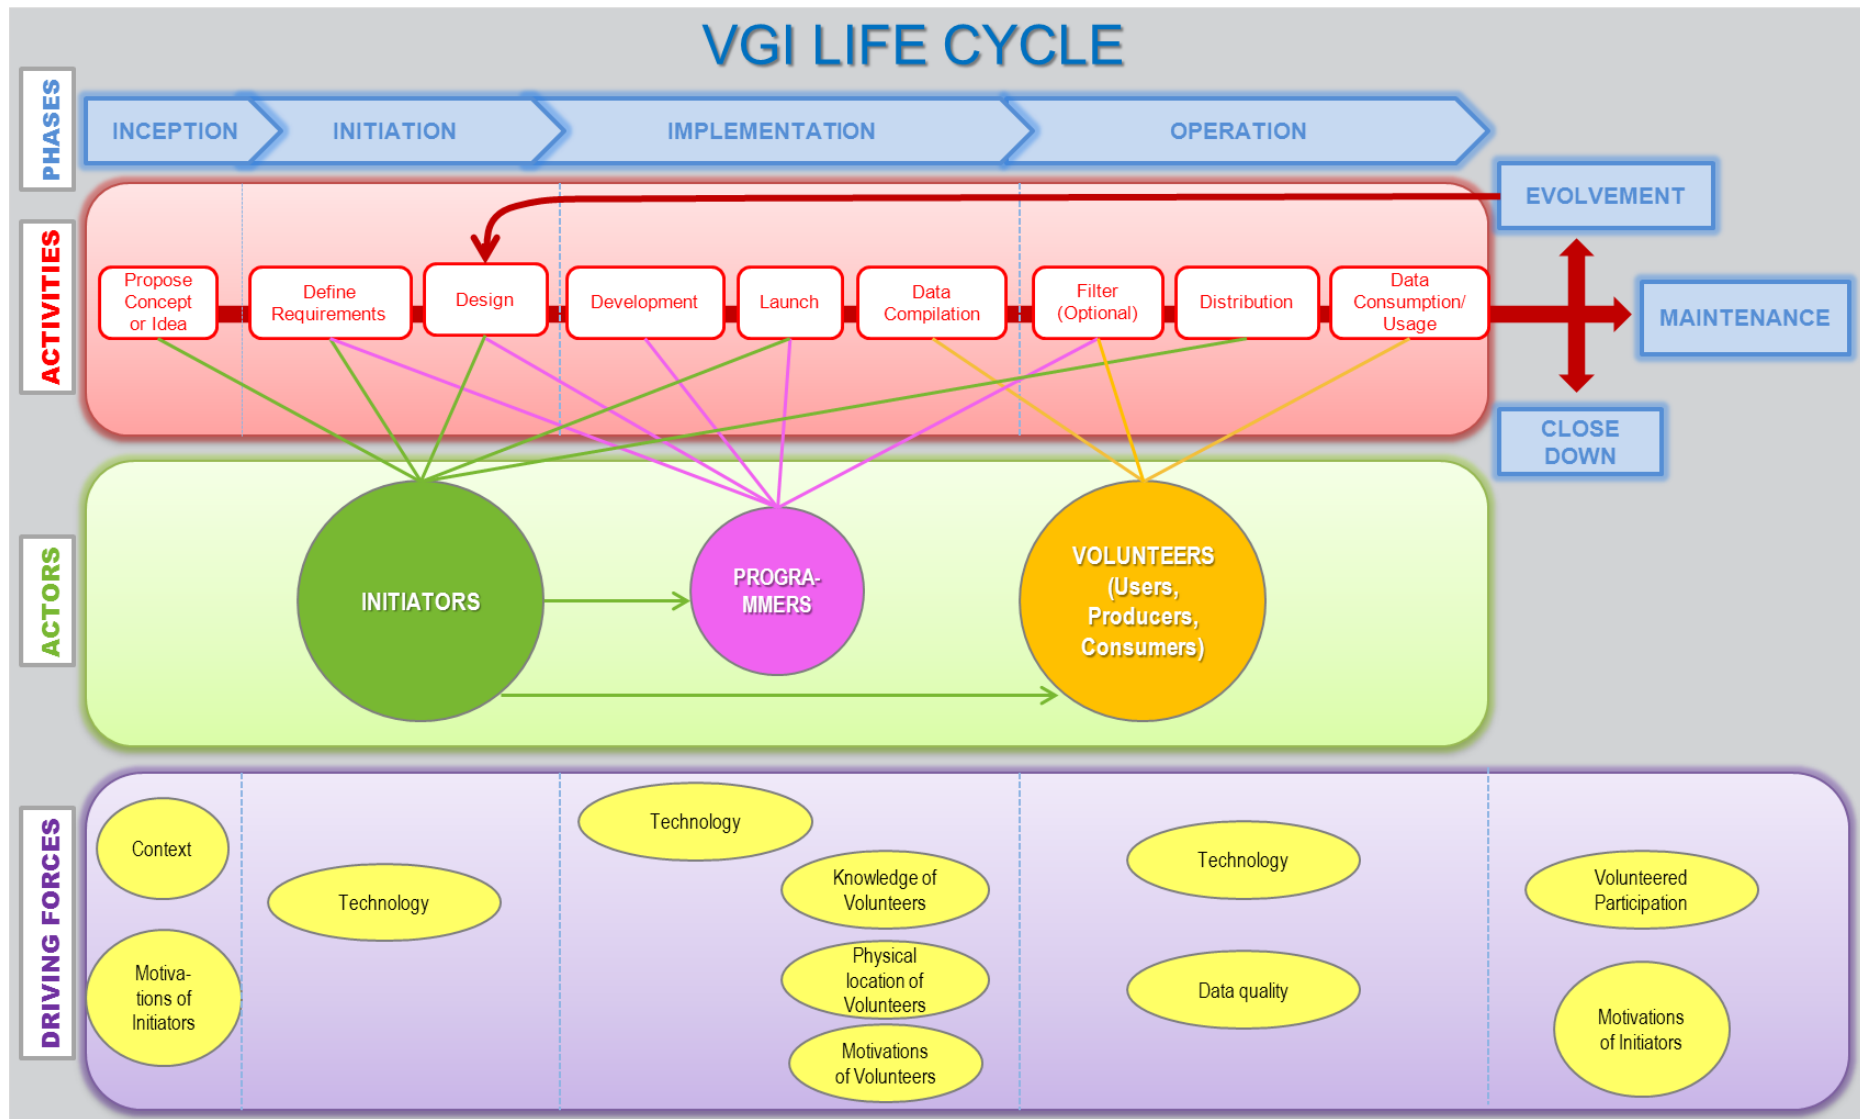 VGI LIFE CYCLE
PHASES
INCEPTION
INITIATION
IMPLEMENTATION
OPERATION
EVOLVEMENT
MAINTENANCE
CLOSE
DOWN
ACTIVITIES
Propose
Concept
or Idea
Define
Requirements
Design
Development
Launch
Data
Compilation
Filter
(Optional)
Distribution
Data
Consumption/
Usage
ACTORS
INITIATORS
PROGRA-
MMERS
VOLUNTEERS
(Users,
Producers,
Consumers)
DRIVING FORCES
Context
Motiva-
tions of
Initiators
Technology
Technology
Knowledge of
Volunteers
Physical
location of
Volunteers
Motivations
of Volunteers
Technology
Data quality
Volunteered
Participation
Motivations
of Initiators